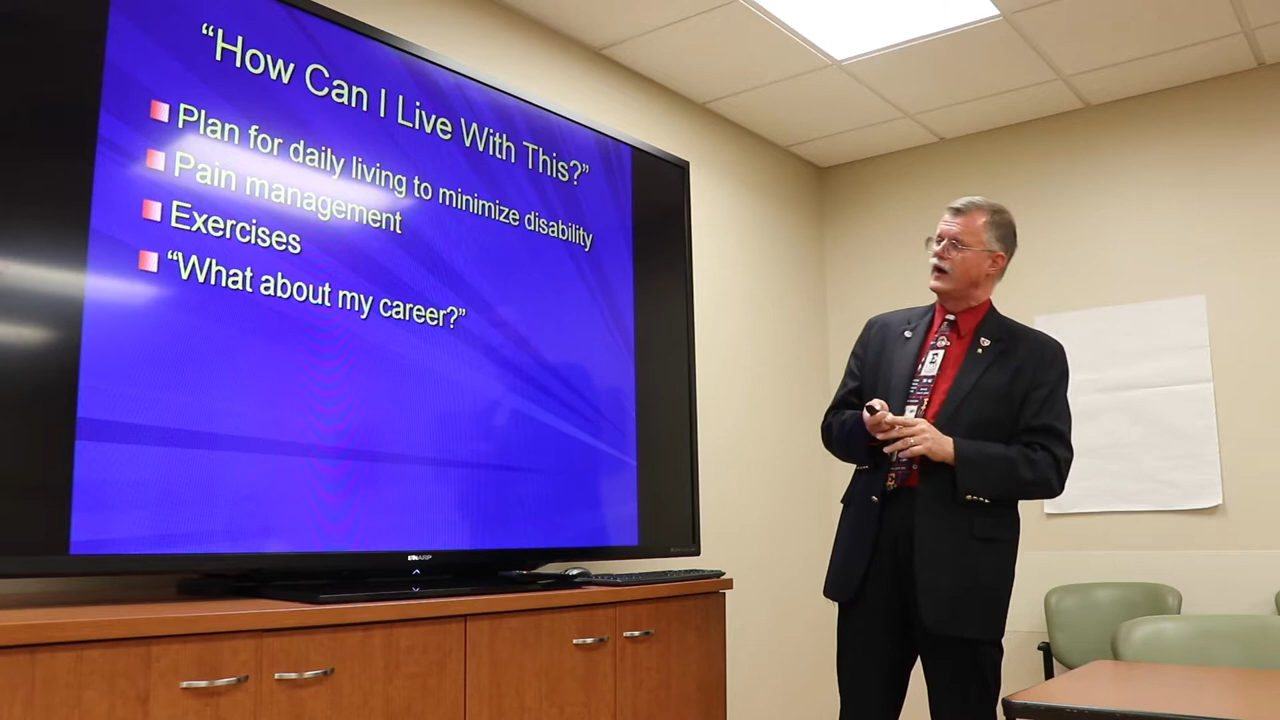 “How Can I Live With This?”
Plan for daily living to minimize disability
Pain management
Exercises
“What about my career?”
SHARP